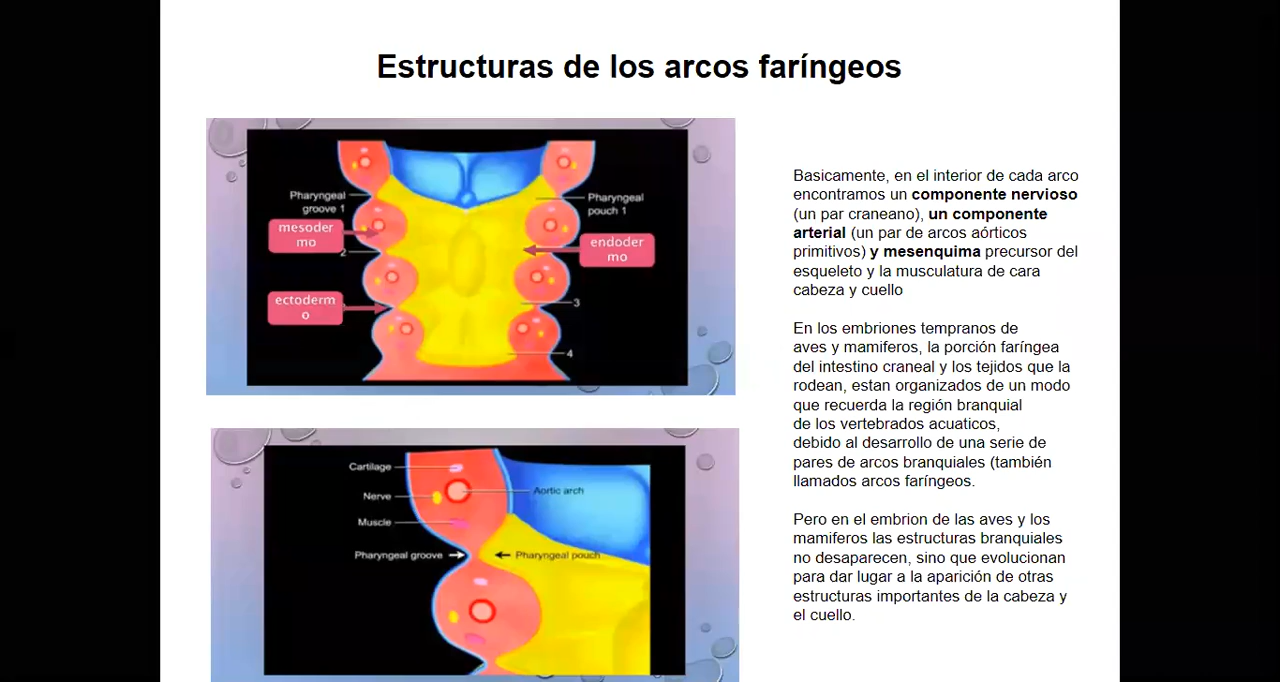 Estructuras de los arcos faríngeos
Pharyngeal
groove 1
Pharyngeal
pouch 1
mesoder
mo
endoder
mo
2
ectoderm
o
3
4
Basicamente, en el interior de cada arco
encontramos un componente nervioso
(un par craneano), un componente
arterial (un par de arcos aórticos
primitivos) y mesenquima precursor del
esqueleto y la musculatura de cara
cabeza y cuello
En los embriones tempranos de
aves y mamiferos, la porción faríngea
del intestino craneal y los tejidos que la
rodean, estan organizados de un modo
que recuerda la región branquial
de los vertebrados acuaticos,
debido al desarrollo de una serie de
pares de arcos branquiales (también
llamados arcos faríngeos.
Pero en el embrion de las aves y los
mamiferos las estructuras branquiales
no desaparecen, sino que evolucionan
para dar lugar a la aparición de otras
estructuras importantes de la cabeza y
el cuello.
Cartilage
Nerve
Aortic arch
Muscle
Pharyngeal groove
Pharyngeal pouch